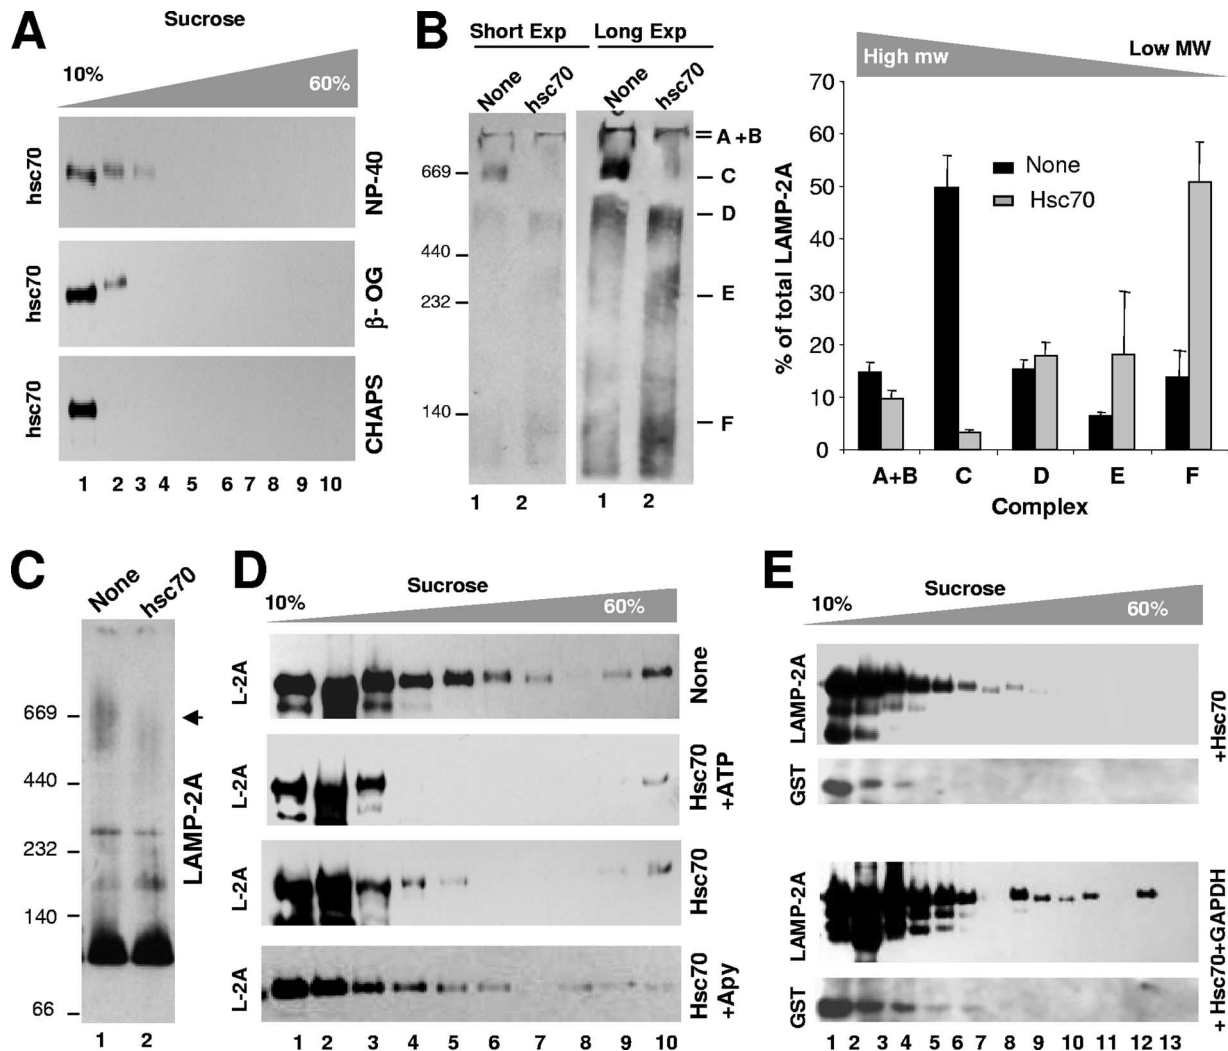 A
Sucrose
10%
60%
hsc70
NP-40
hsc70
β- OG
hsc70
CHAPS
1 2 3 4 5 6 7 8 9 10
B
Short Exp Long Exp
None hsc70 None hsc70
669
440
232
140
A +B
C
D
E
F
1 2 1 2
High mw
Low MW
70
60
50
40
30
20
10
0
% of total LAMP-2A
None
Hsc70
A+B C D E F
Complex
C
None hsc70
669
440
232
140
66
LAMP-2A
1 2
D
Sucrose
10%
60%
L-2A
None
L-2A
Hsc70
+ATP
L-2A
Hsc70
L-2A
Hsc70
+Apy
1 2 3 4 5 6 7 8 9 10
E
Sucrose
10%
60%
LAMP-2A
GST
+Hsc70
LAMP-2A
GST
+ Hsc70+GAPDH
1 2 3 4 5 6 7 8 9 10 11 12 13